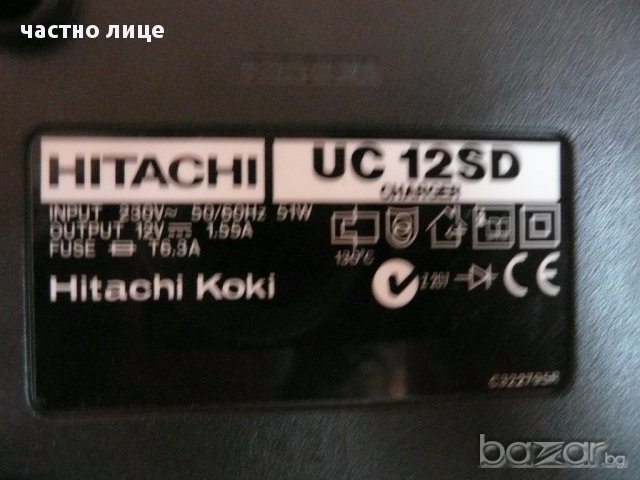 частно лице
HITACHI
UC 12SD
CHARGER
INPUT 230V~ 50/60Hz 51W
OUTPUT 12V⎓ 1.55A
FUSE T6.3A
130°C
Hitachi Koki
CE
bazar.bg